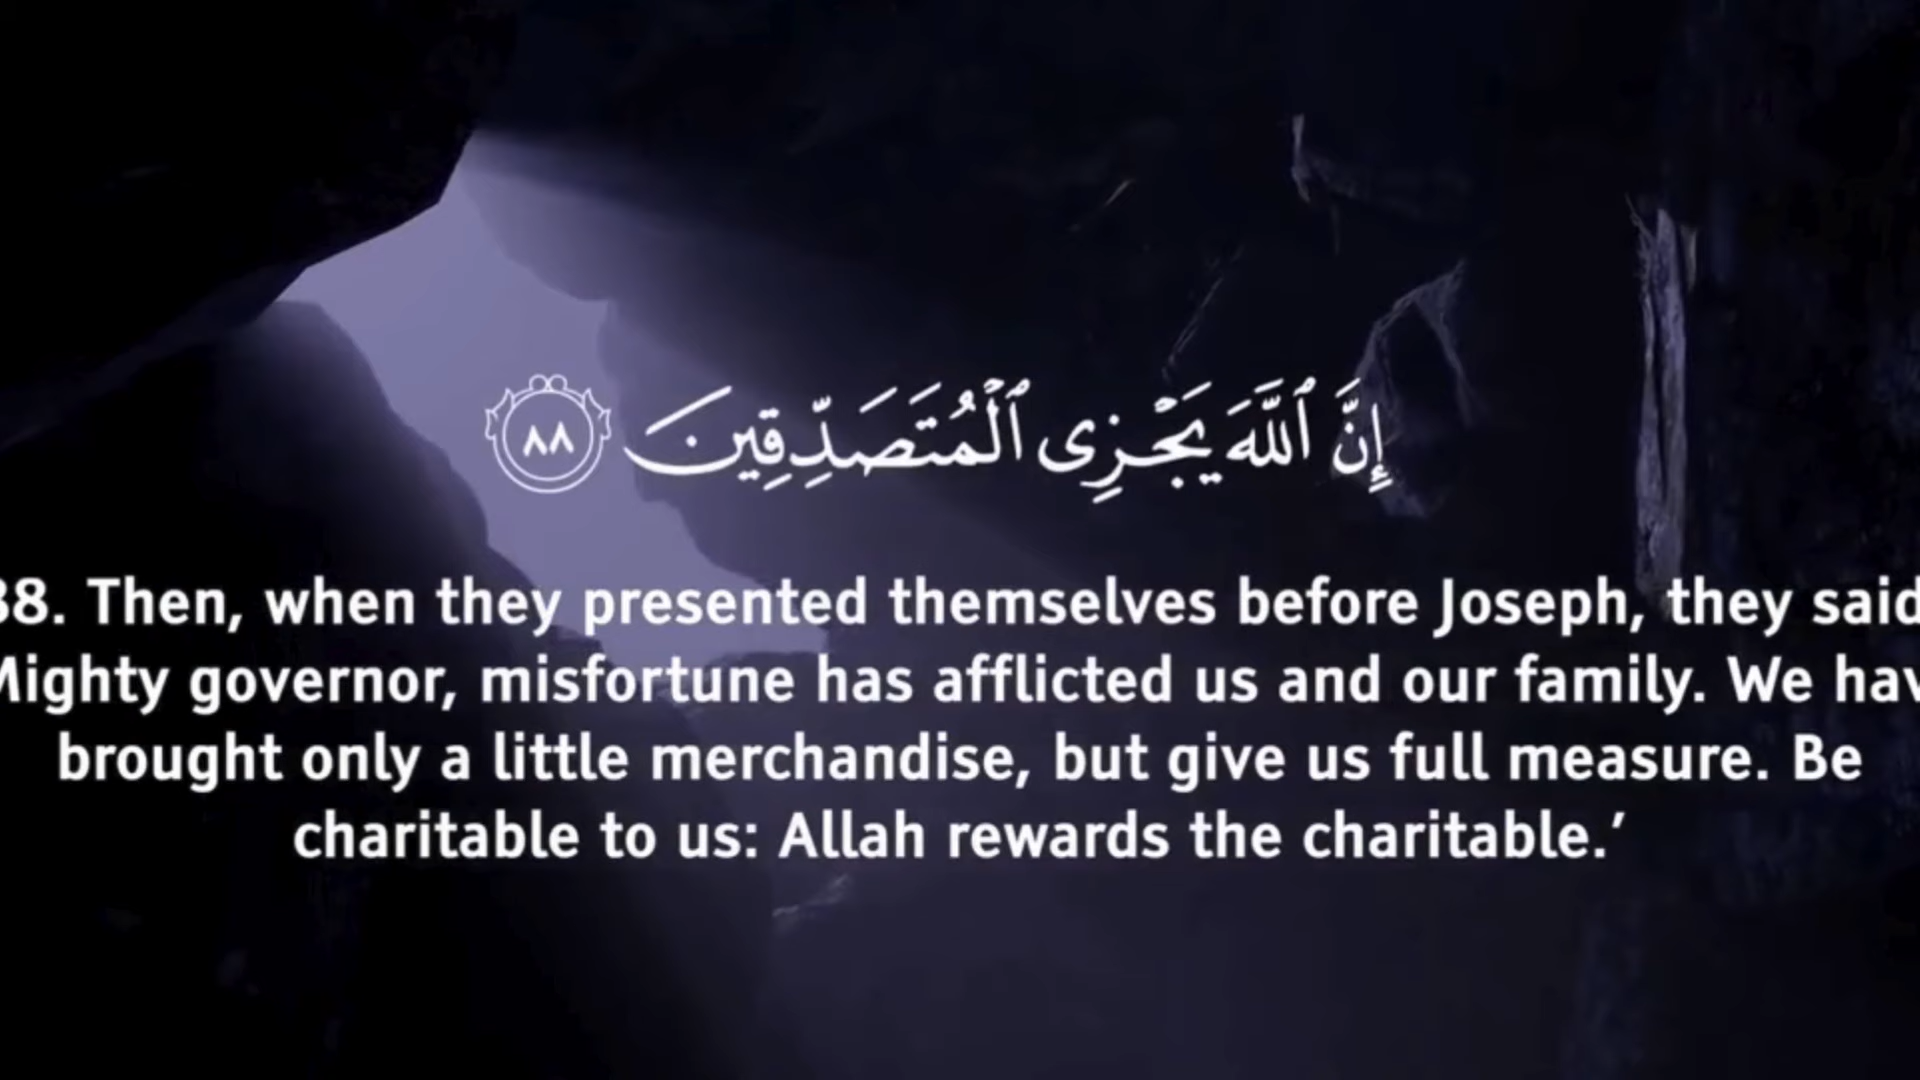 إِنَّ ٱللَّهَ يَجْزِى ٱلْمُتَصَدِّقِينَ ٨٨
88. Then, when they presented themselves before Joseph, they said
Mighty governor, misfortune has afflicted us and our family. We hav
brought only a little merchandise, but give us full measure. Be
charitable to us: Allah rewards the charitable.’